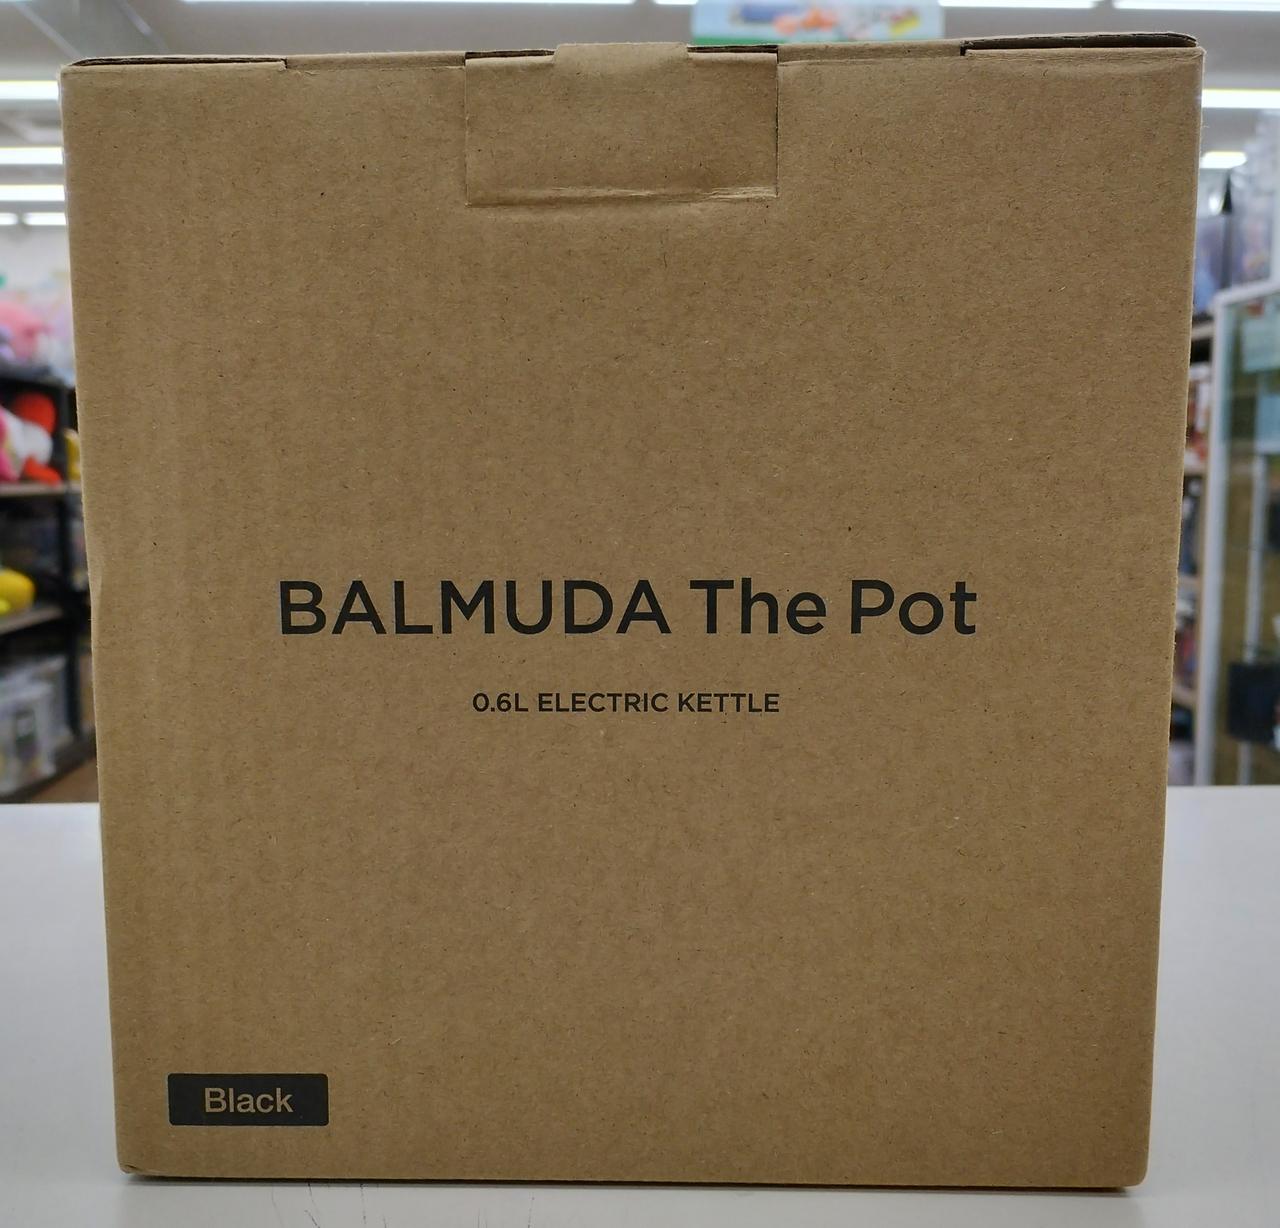 BALMUDA The Pot
0.6L ELECTRIC KETTLE
Black